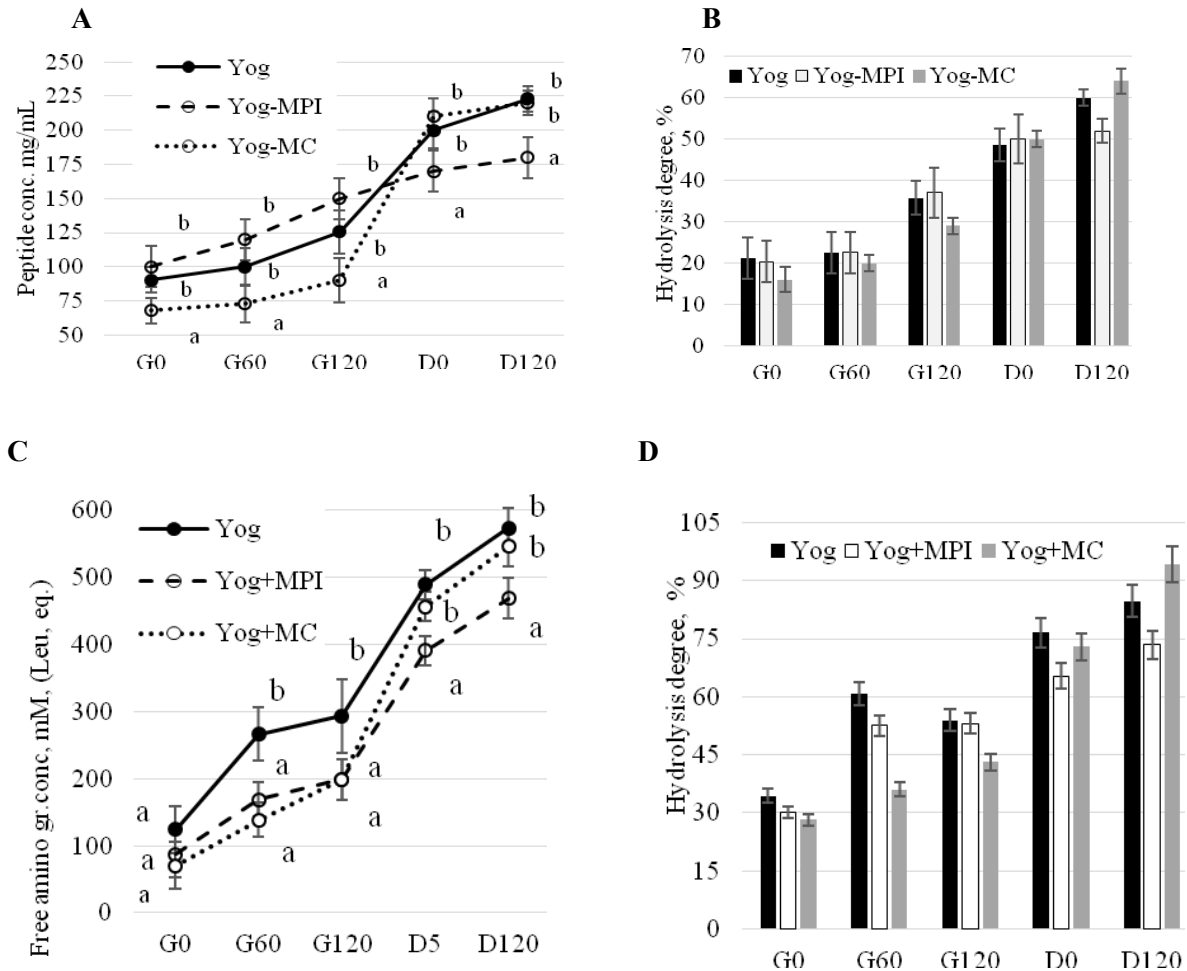 A
Peptide conc. mg/mL
250
225
200
175
150
125
100
75
50
Yog
Yog-MPI
Yog-MC
b
b
b
b
b
b
b
b
b
b
a
a
a
a
a
G0 G60 G120 D0 D120
B
Hydrolysis degree, %
70
60
50
40
30
20
10
0
Yog Yog-MPI Yog-MC
G0 G60 G120 D0 D120
C
Free amino gr.conc, mM, (Leu, eq.)
600
500
400
300
200
100
0
Yog
Yog+MPI
Yog+MC
a
a
a
b
a
a
b
a
a
b
b
a
b
b
a
G0 G60 G120 D5 D120
D
Hydrolysis degree, %
105
90
75
60
45
30
15
0
Yog Yog+MPI Yog+MC
G0 G60 G120 D0 D120